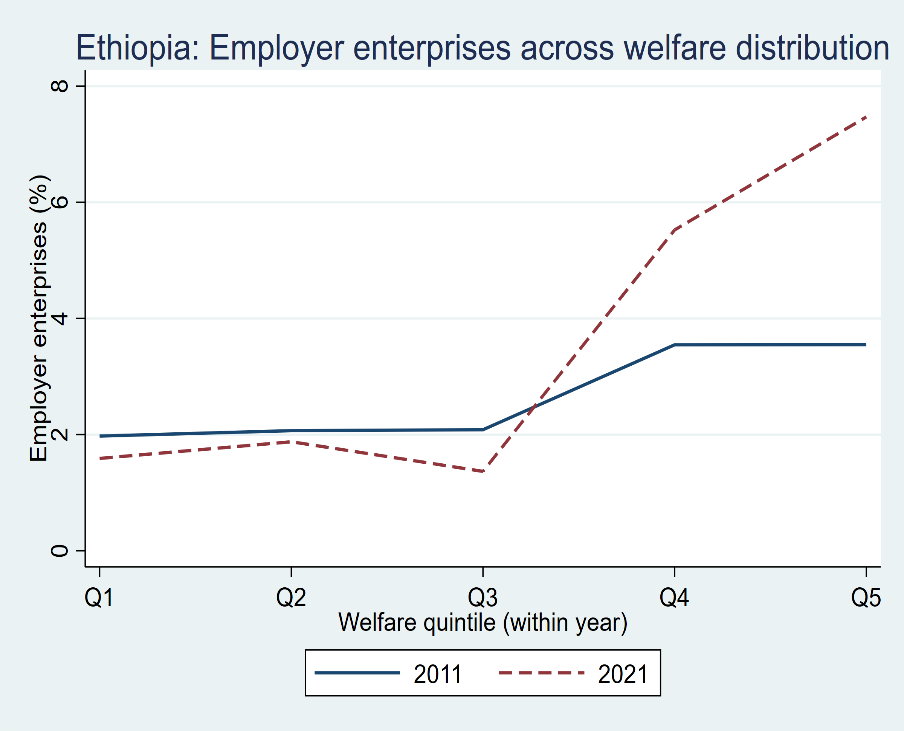 Ethiopia: Employer enterprises across welfare distribution
Employer enterprises (%)
8
6
4
2
0
Q1 Q2 Q3 Q4 Q5
Welfare quintile (within year)
2011 2021